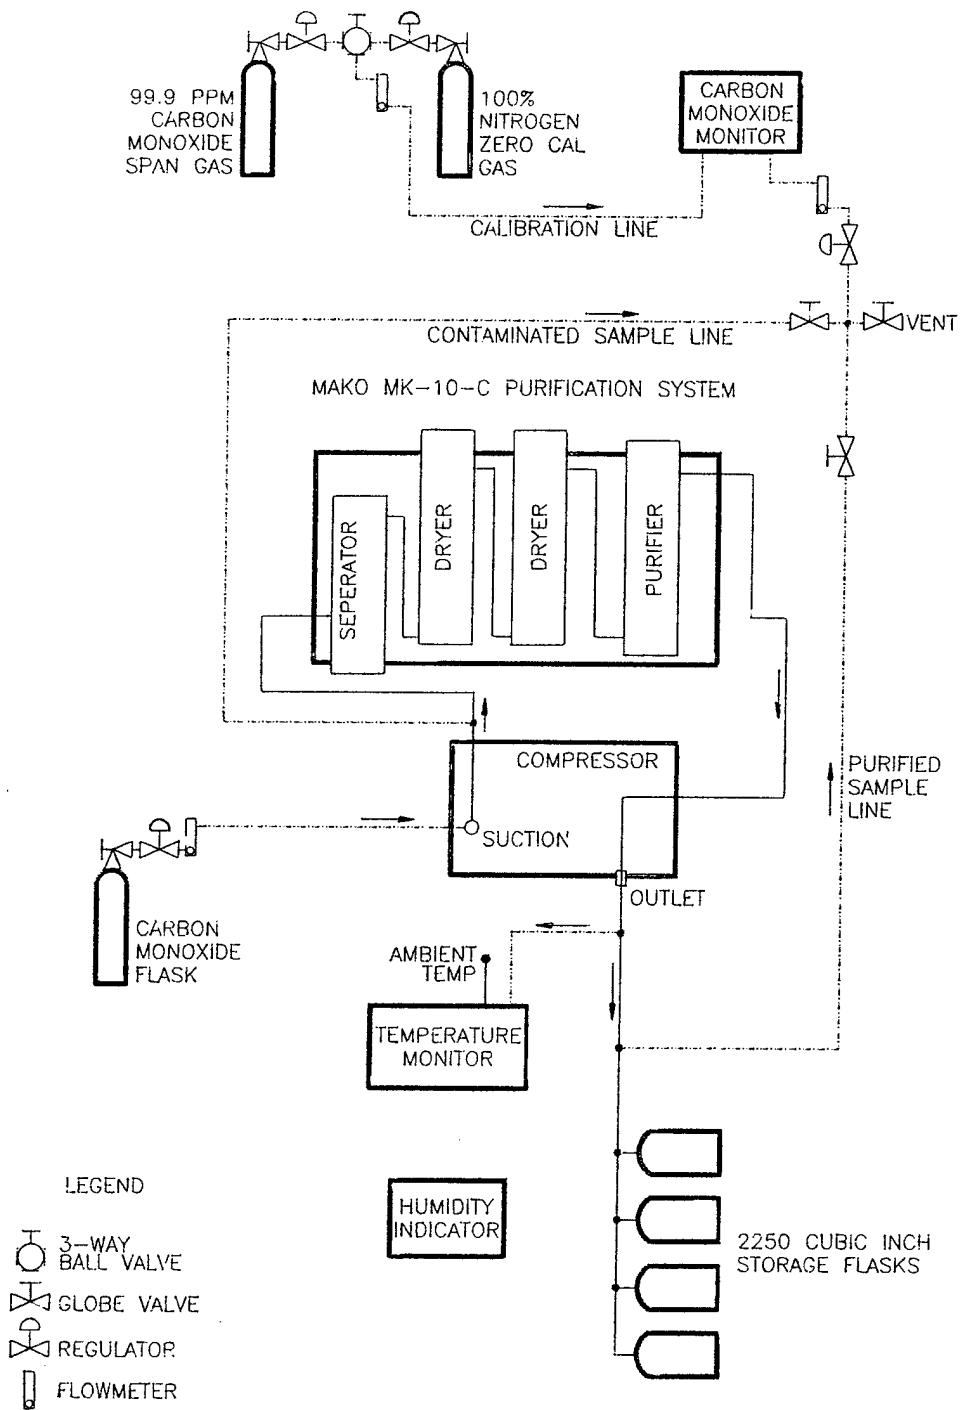 99.9 PPM
CARBON
MONOXIDE
SPAN GAS
100%
NITROGEN
ZERO CAL
GAS
CARBON
MONOXIDE
MONITOR
CALIBRATION LINE
CONTAMINATED SAMPLE LINE
VENT
MAKO MK-10-C PURIFICATION SYSTEM
SEPERATOR
DRYER
DRYER
PURIFIER
COMPRESSOR
SUCTION
OUTLET
PURIFIED
SAMPLE
LINE
CARBON
MONOXIDE
FLASK
AMBIENT
TEMP
TEMPERATURE
MONITOR
HUMIDITY
INDICATOR
2250 CUBIC INCH
STORAGE FLASKS
LEGEND
3-WAY
BALL VALVE
GLOBE VALVE
REGULATOR
FLOWMETER